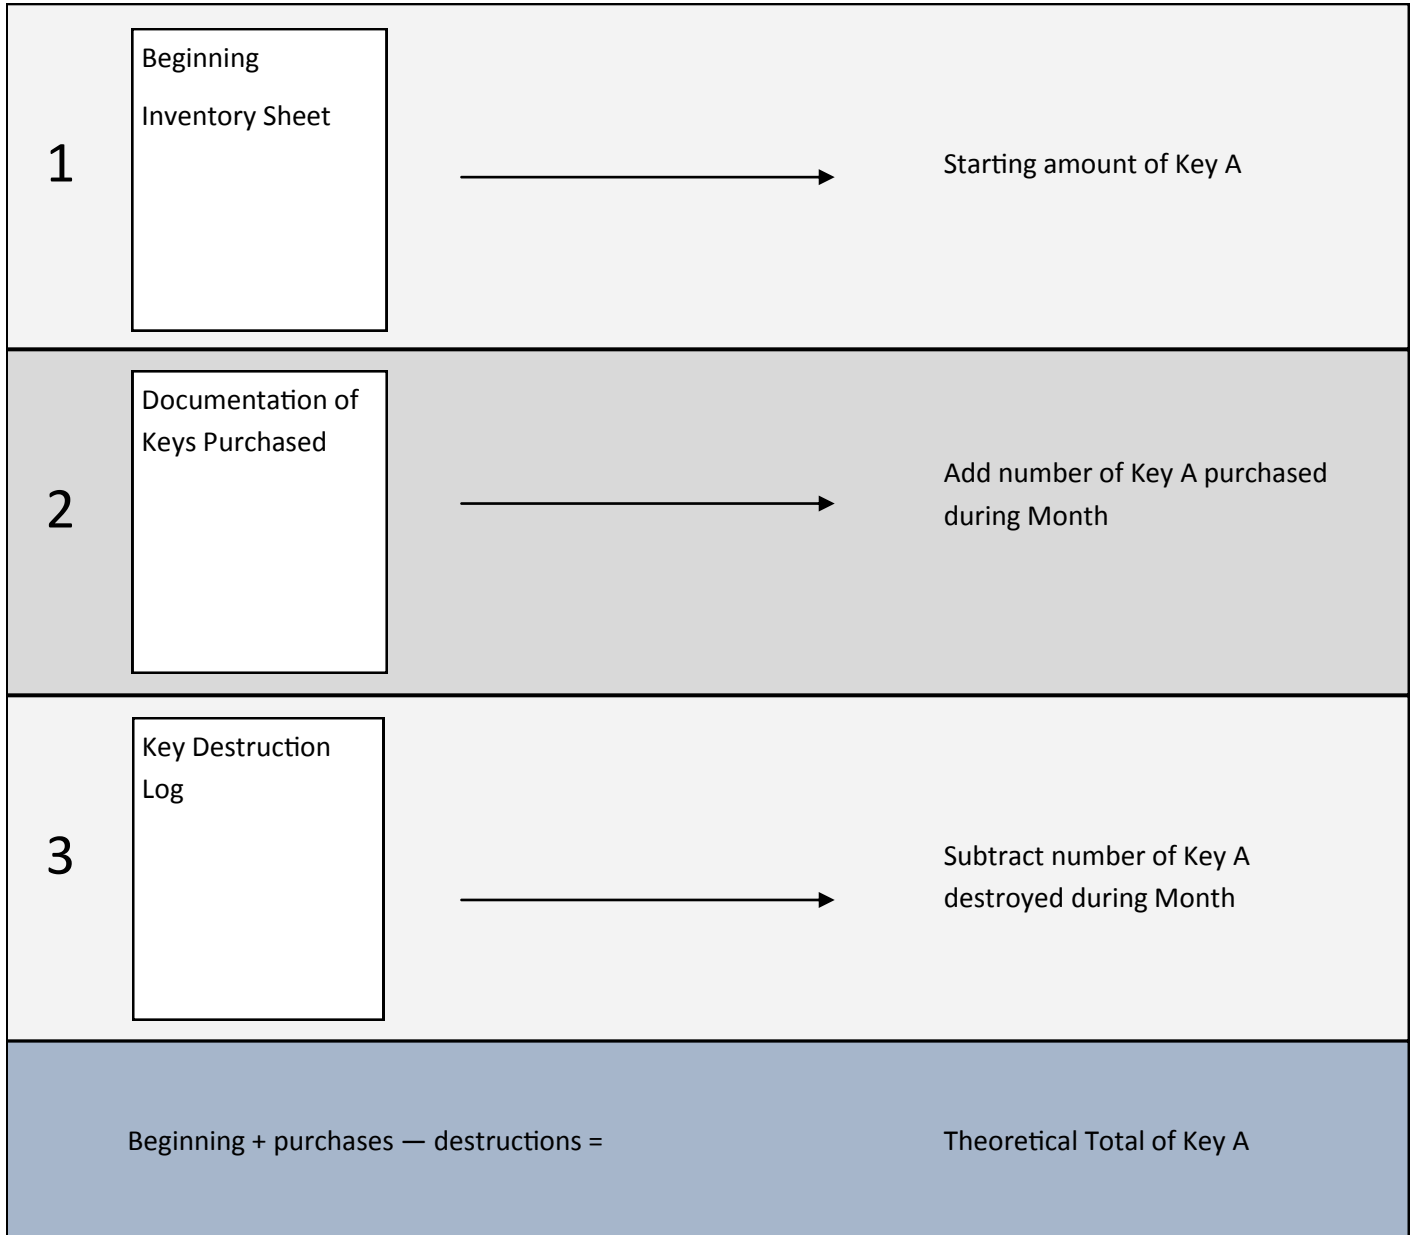 1
Beginning
Inventory Sheet
Starting amount of Key A
2
Documentation of
Keys Purchased
Add number of Key A purchased
during Month
3
Key Destruction
Log
Subtract number of Key A
destroyed during Month
Beginning + purchases — destructions =
Theoretical Total of Key A